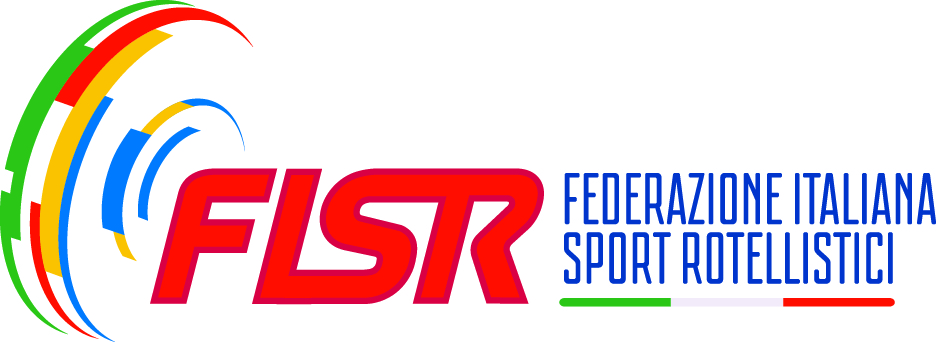 FISR
FEDERAZIONE ITALIANA
SPORT ROTELLISTICI